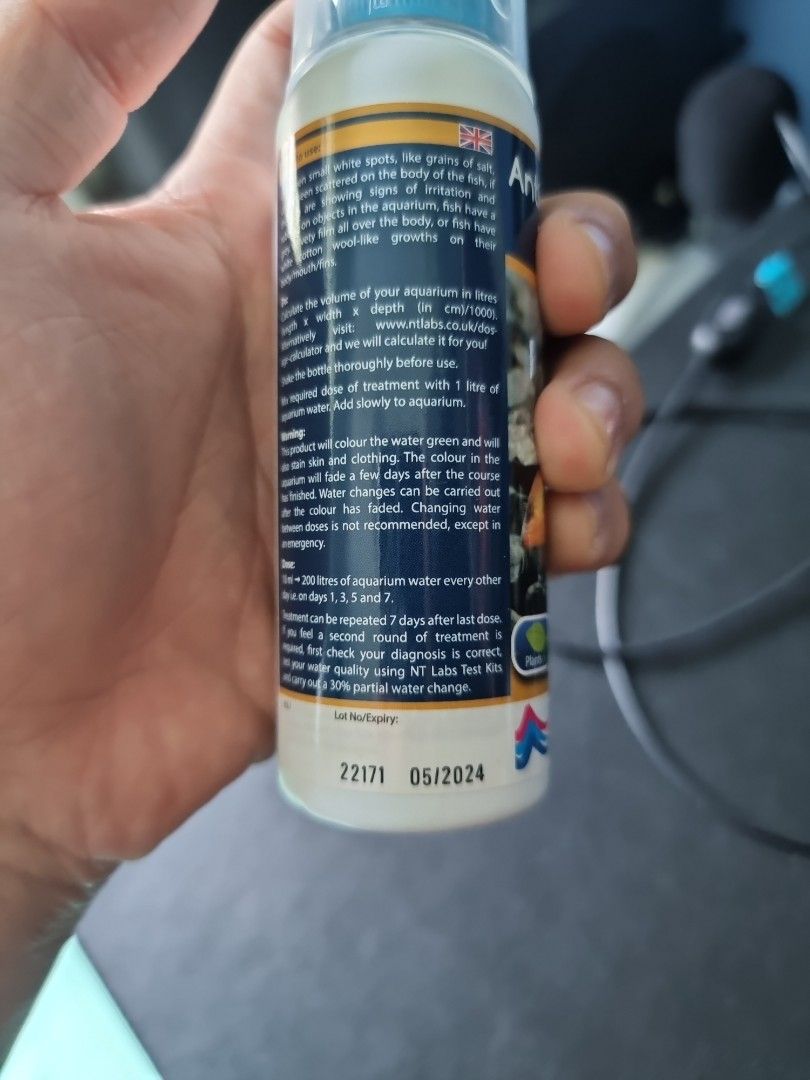 to use:
small white spots, like grains of salt,
scattered on the body of the fish, if
are showing signs of irritation and
on objects in the aquarium, fish have a
film all over the body, or fish have
cotton wool-like growths on their
body/mouth/fins.
the volume of your aquarium in litres
x width x depth (in cm)/1000).
visit: www.ntlabs.co.uk/dos-
calculator and we will calculate it for you!
the bottle thoroughly before use.
required dose of treatment with 1 litre of
aquarium water. Add slowly to aquarium.
Warning:
This product will colour the water green and will
also stain skin and clothing. The colour in the
aquarium will fade a few days after the course
has finished. Water changes can be carried out
after the colour has faded. Changing water
between doses is not recommended, except in
an emergency.
Dose:
→ 200 litres of aquarium water every other
day i.e. on days 1, 3, 5 and 7.
Treatment can be repeated 7 days after last dose.
If you feel a second round of treatment is
required, first check your diagnosis is correct,
your water quality using NT Labs Test Kits
and carry out a 30% partial water change.
Lot No/Expiry:
22171 05/2024
Plants